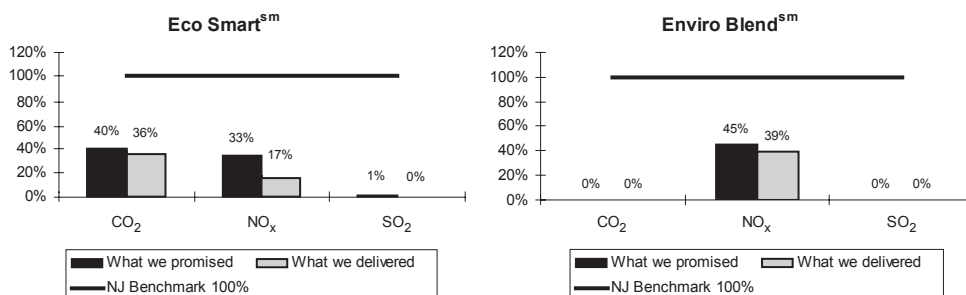 Eco Smart^sm
120%
100%
80%
60%
40%
20%
0%
40% 36%
33%
17%
1% 0%
CO₂ NOₓ SO₂
What we promised What we delivered
NJ Benchmark 100%
Enviro Blend^sm
120%
100%
80%
60%
40%
20%
0%
0% 0%
45%
39%
0% 0%
CO₂ NOₓ SO₂
What we promised What we delivered
NJ Benchmark 100%